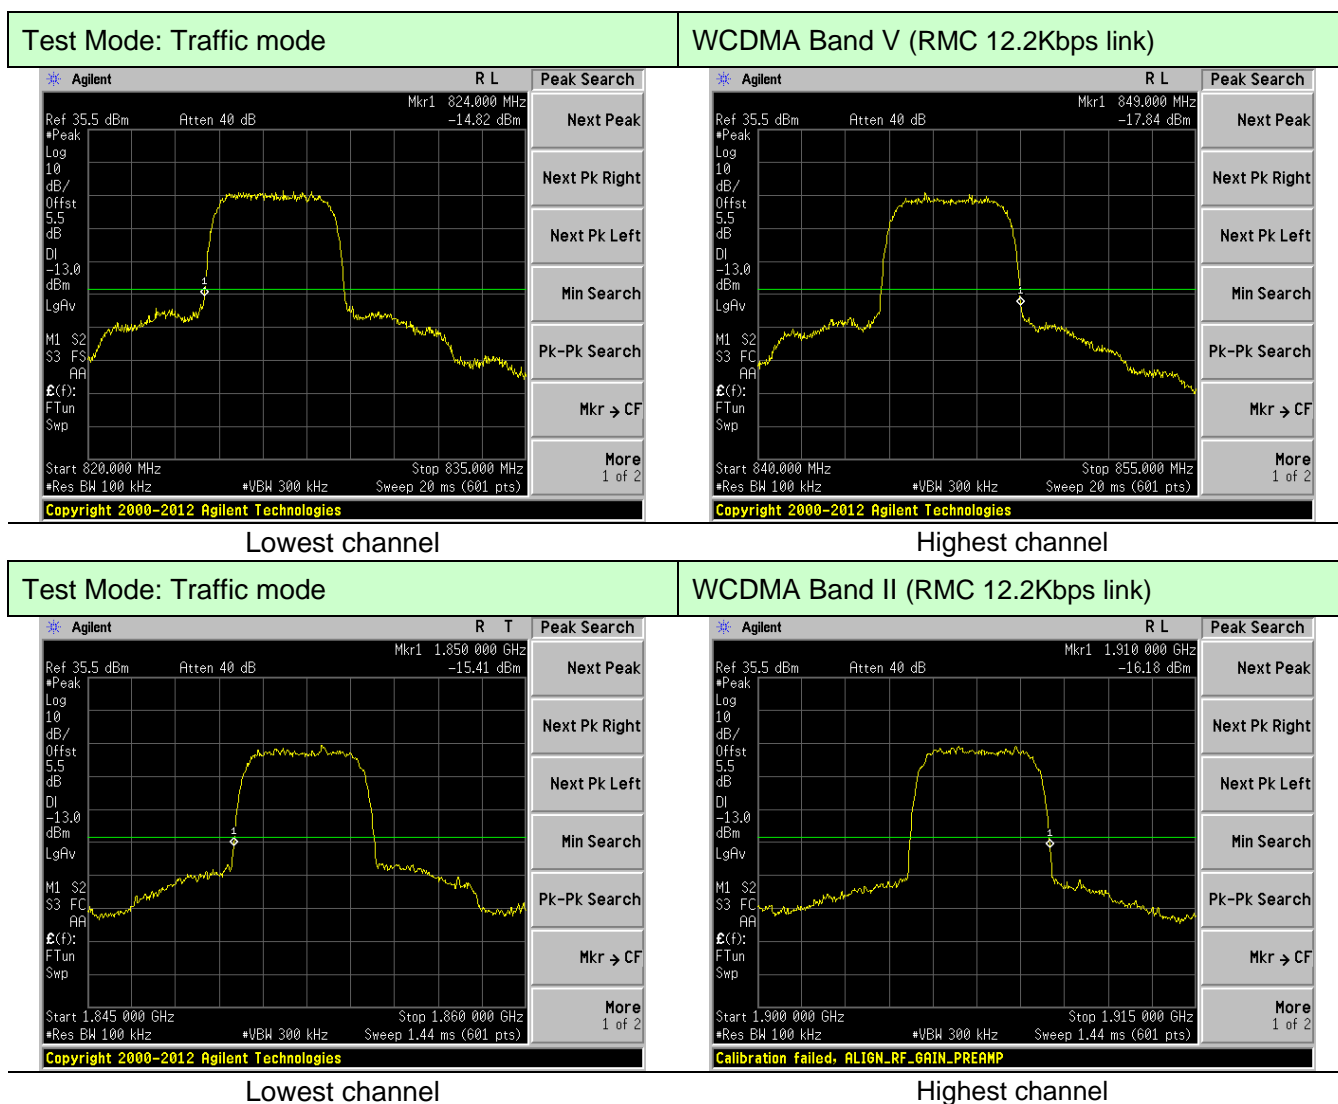 Test Mode: Traffic mode
WCDMA Band V (RMC 12.2Kbps link)
Agilent
R L
Peak Search
Mkr1 824.000 MHz
Ref 35.5 dBm
Atten 40 dB
-14.82 dBm
Next Peak
#Peak
Log
10
dB/
Offst
5.5
dB
DI
-13.0
dBm
LgAv
M1 S2
S3 FS
AA
£(f):
FTun
Swp
1
Next Pk Right
Next Pk Left
Min Search
Pk-Pk Search
Mkr → CF
More
1 of 2
Start 820.000 MHz
Stop 835.000 MHz
#Res BW 100 kHz
#VBW 300 kHz
Sweep 20 ms (601 pts)
Copyright 2000-2012 Agilent Technologies
Agilent
R L
Peak Search
Mkr1 849.000 MHz
Ref 35.5 dBm
Atten 40 dB
-17.84 dBm
Next Peak
#Peak
Log
10
dB/
Offst
5.5
dB
DI
-13.0
dBm
LgAv
M1 S2
S3 FC
AA
£(f):
FTun
Swp
1
Next Pk Right
Next Pk Left
Min Search
Pk-Pk Search
Mkr → CF
More
1 of 2
Start 840.000 MHz
Stop 855.000 MHz
#Res BW 100 kHz
#VBW 300 kHz
Sweep 20 ms (601 pts)
Copyright 2000-2012 Agilent Technologies
Lowest channel
Highest channel
Test Mode: Traffic mode
WCDMA Band II (RMC 12.2Kbps link)
Agilent
R T
Peak Search
Mkr1 1.850 000 GHz
Ref 35.5 dBm
Atten 40 dB
-15.41 dBm
Next Peak
#Peak
Log
10
dB/
Offst
5.5
dB
DI
-13.0
dBm
LgAv
M1 S2
S3 FC
AA
£(f):
FTun
Swp
1
Next Pk Right
Next Pk Left
Min Search
Pk-Pk Search
Mkr → CF
More
1 of 2
Start 1.845 000 GHz
Stop 1.860 000 GHz
#Res BW 100 kHz
#VBW 300 kHz
Sweep 1.44 ms (601 pts)
Copyright 2000-2012 Agilent Technologies
Agilent
R L
Peak Search
Mkr1 1.910 000 GHz
Ref 35.5 dBm
Atten 40 dB
-16.18 dBm
Next Peak
#Peak
Log
10
dB/
Offst
5.5
dB
DI
-13.0
dBm
LgAv
M1 S2
S3 FC
AA
£(f):
FTun
Swp
1
Next Pk Right
Next Pk Left
Min Search
Pk-Pk Search
Mkr → CF
More
1 of 2
Start 1.900 000 GHz
Stop 1.915 000 GHz
#Res BW 100 kHz
#VBW 300 kHz
Sweep 1.44 ms (601 pts)
Calibration failed, ALIGN_RF_GAIN_PREAMP
Lowest channel
Highest channel